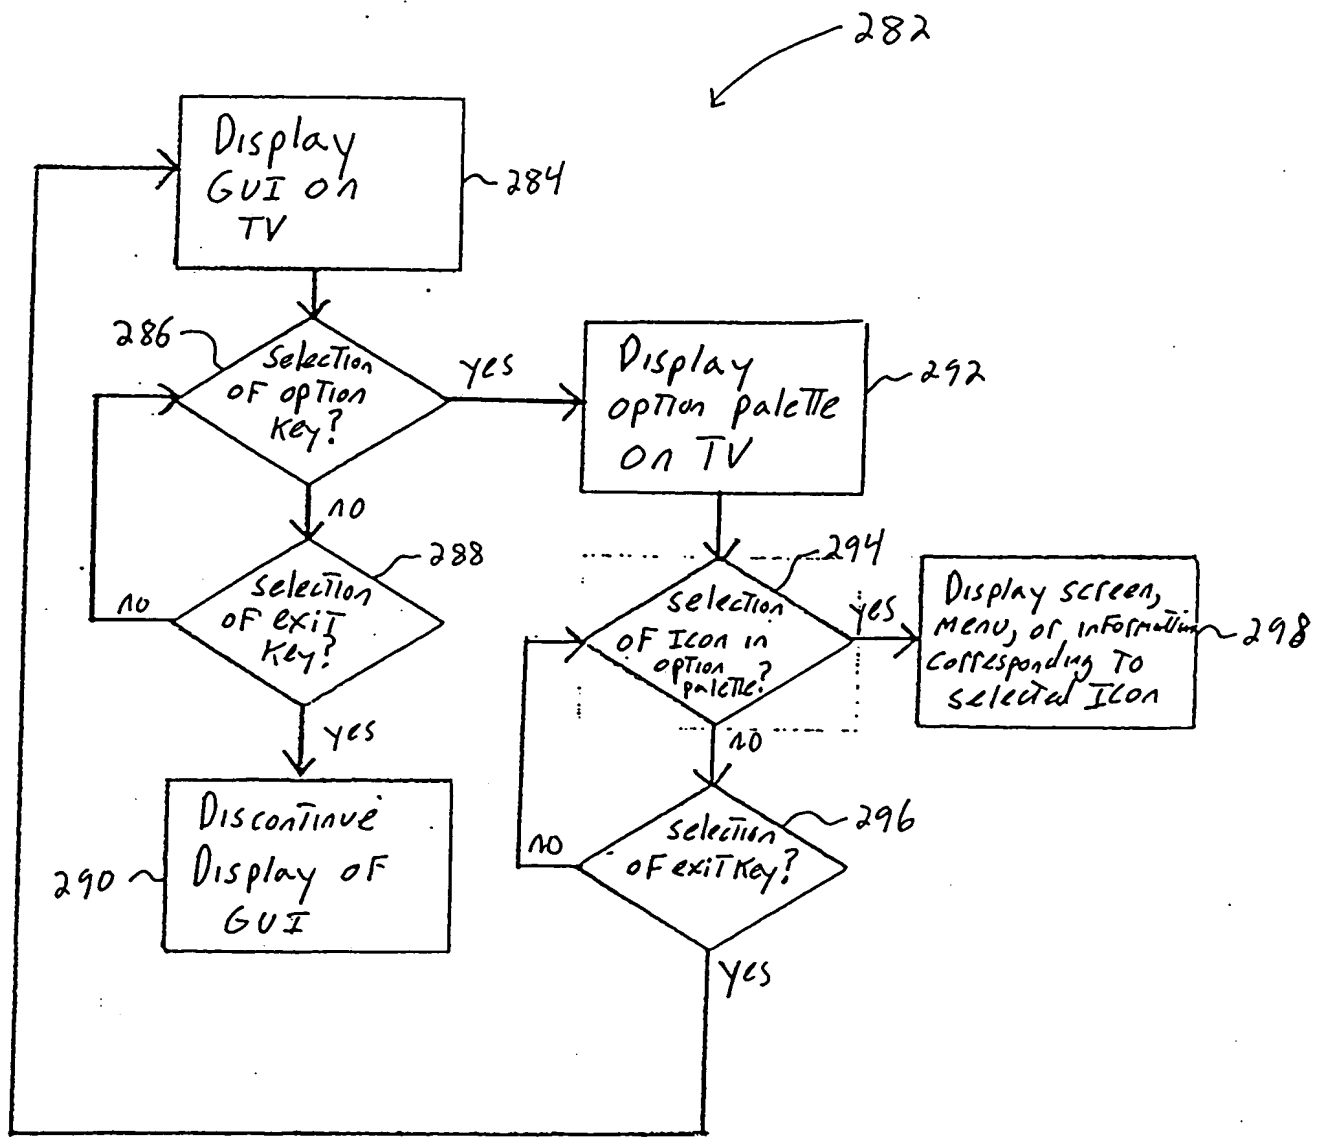 282
Display
GUI on
TV
284
286
Selection
OF OPTION
Key?
yes
Display
OPTION palette
On TV
292
no
288
Selection
OF exit
Key?
no
yes
Discontinue
Display OF
GUI
290
294
Selection
OF Icon in
option
palette?
yes
Display screen,
Menu, or information
Corresponding To
Selected Icon
298
no
296
Selection
OF exit Key?
no
yes